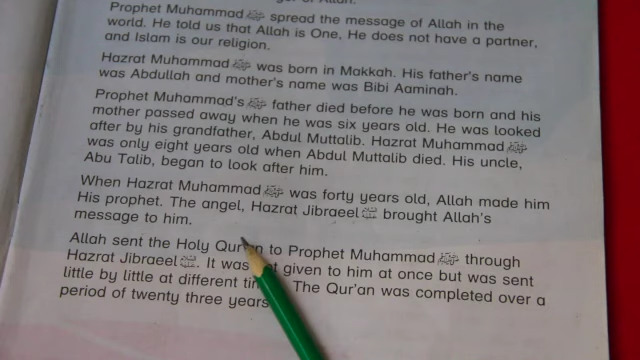 of Allah.
Prophet Muhammad ﷺ spread the message of Allah in the
world. He told us that Allah is One, He does not have a partner,
and Islam is our religion.
Hazrat Muhammad ﷺ was born in Makkah. His father's name
was Abdullah and mother's name was Bibi Aaminah.
Prophet Muhammad's ﷺ father died before he was born and his
mother passed away when he was six years old. He was looked
after by his grandfather, Abdul Muttalib. Hazrat Muhammad ﷺ
was only eight years old when Abdul Muttalib died. His uncle,
Abu Talib, began to look after him.
When Hazrat Muhammad ﷺ was forty years old, Allah made him
His prophet. The angel, Hazrat Jibraeel brought Allah's
message to him.
Allah sent the Holy Qur'an to Prophet Muhammad ﷺ through
Hazrat Jibraeel. It was given to him at once but was sent
little by little at different The Qur'an was completed over a
period of twenty three years